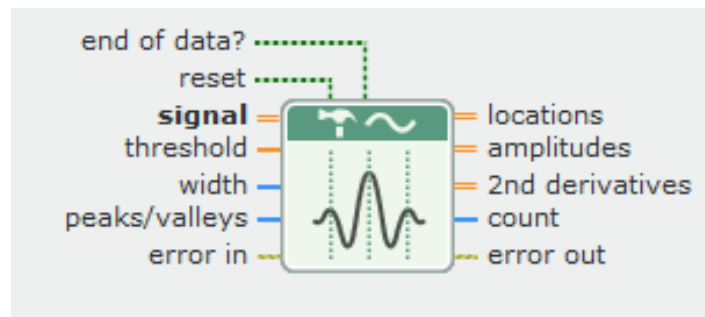 end of data?
reset
signal
threshold
width
peaks/valleys
error in
locations
amplitudes
2nd derivatives
count
error out